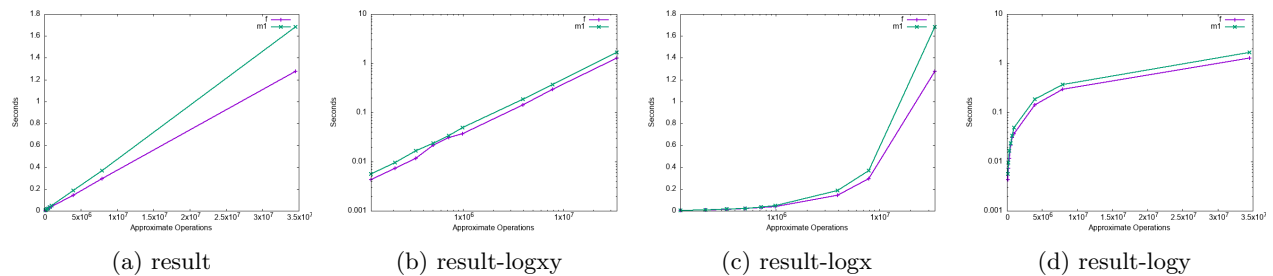 1.8
1.6
1.4
1.2
1
0.8
0.6
0.4
0.2
0
Seconds
f
m1
0 5x10⁶ 1x10⁷ 1.5x10⁷ 2x10⁷ 2.5x10⁷ 3x10⁷ 3.5x10⁷
Approximate Operations
(a) result
10
1
0.1
0.01
0.001
Seconds
f
m1
1x10⁶ 1x10⁷
Approximate Operations
(b) result-logxy
1.8
1.6
1.4
1.2
1
0.8
0.6
0.4
0.2
0
Seconds
f
m1
1x10⁶ 1x10⁷
Approximate Operations
(c) result-logx
10
1
0.1
0.01
0.001
Seconds
f
m1
0 5x10⁶ 1x10⁷ 1.5x10⁷ 2x10⁷ 2.5x10⁷ 3x10⁷ 3.5x10⁷
Approximate Operations
(d) result-logy